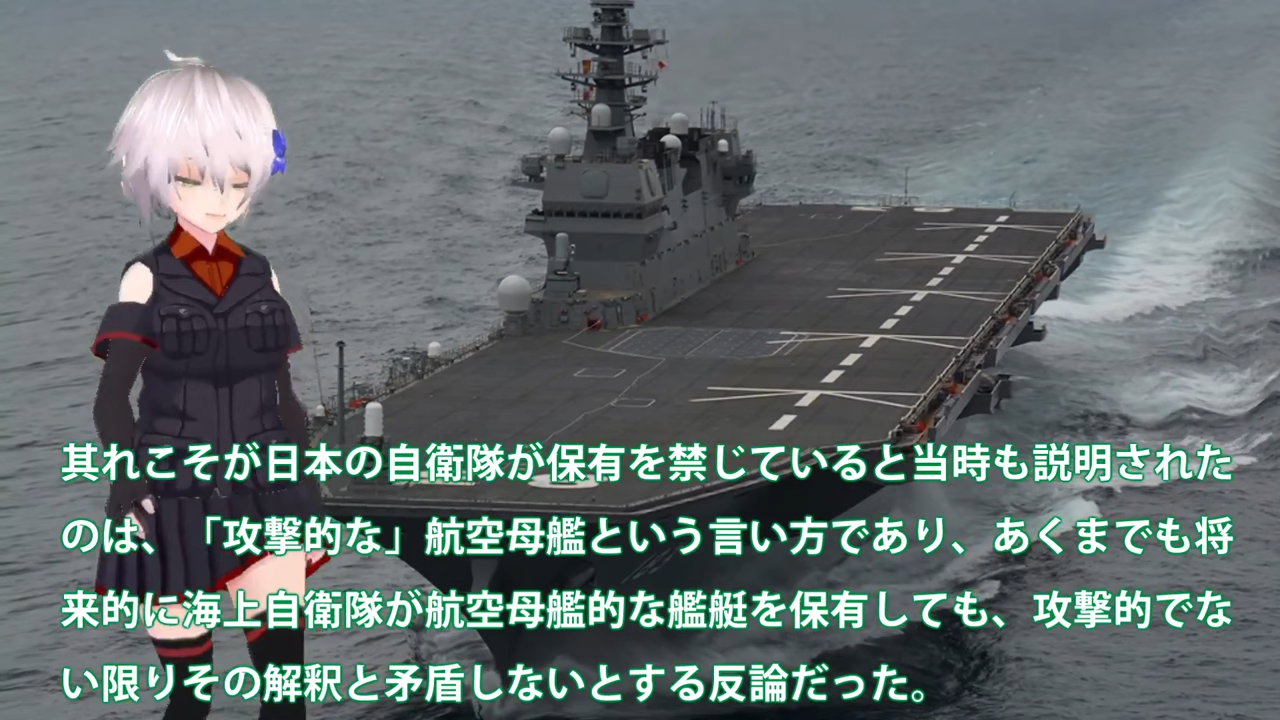 其れこそが日本の自衛隊が保有を禁じていると当時も説明された
のは、「攻撃的な」航空母艦という言い方であり、あくまでも将
来的に海上自衛隊が航空母艦的な艦艇を保有しても、攻撃的でな
い限りその解釈と矛盾しないとする反論だった。